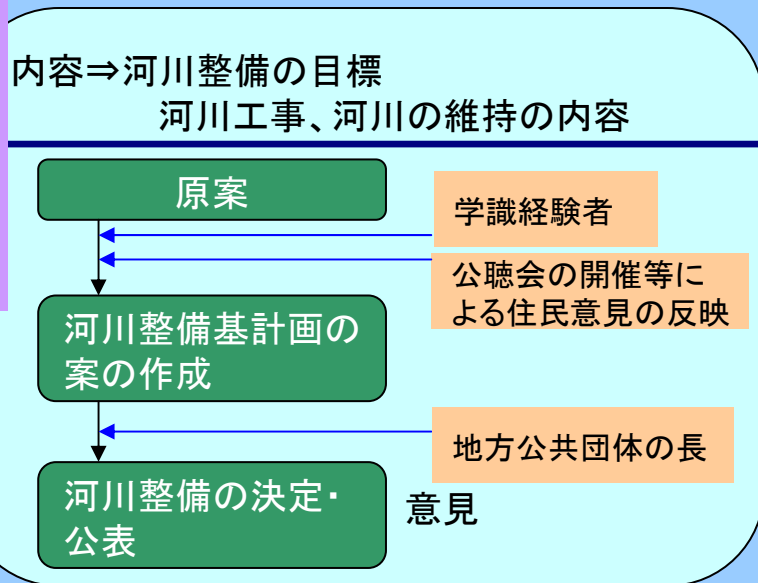 内容⇒河川整備の目標
河川工事、河川の維持の内容
原案
学識経験者
公聴会の開催等に
よる住民意見の反映
河川整備基計画の
案の作成
地方公共団体の長
河川整備の決定・
公表
意見